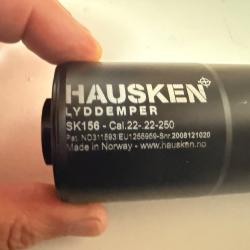 HAUSKEN
LYDDEMPER
SK156 - Cal.22-.22-250
Pat. NO311593/EU1255959-Snr.2008121020
Made in Norway - www.hausken.no